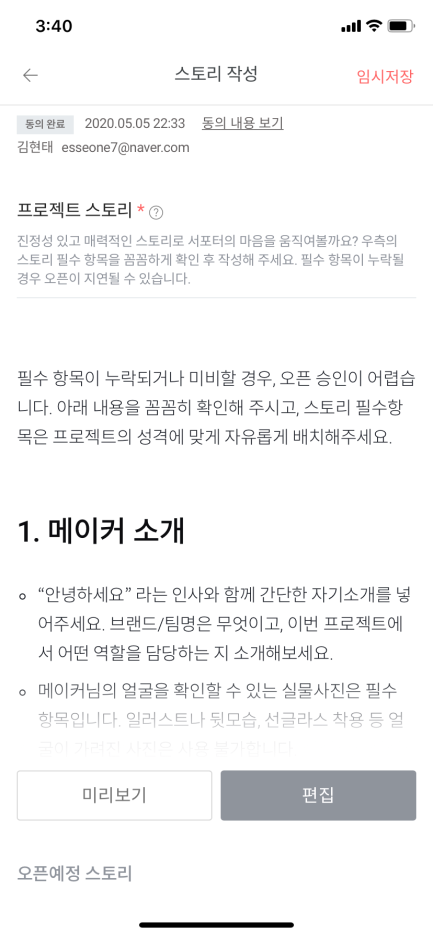 3:40
스토리 작성
임시저장
동의 완료 2020.05.05 22:33 동의 내용 보기
김현태 esseone7@naver.com
프로젝트 스토리 * ?
진정성 있고 매력적인 스토리로 서포터의 마음을 움직여볼까요? 우측의
스토리 필수 항목을 꼼꼼하게 확인 후 작성해 주세요. 필수 항목이 누락될
경우 오픈이 지연될 수 있습니다.
필수 항목이 누락되거나 미비할 경우, 오픈 승인이 어렵습
니다. 아래 내용을 꼼꼼히 확인해 주시고, 스토리 필수항
목은 프로젝트의 성격에 맞게 자유롭게 배치해주세요.
1. 메이커 소개
“안녕하세요” 라는 인사와 함께 간단한 자기소개를 넣
어주세요. 브랜드/팀명은 무엇이고, 이번 프로젝트에
서 어떤 역할을 담당하는 지 소개해보세요.
메이커님의 얼굴을 확인할 수 있는 실물사진은 필수
항목입니다. 일러스트나 뒷모습, 선글라스 착용 등 얼
굴이 가려진 사진은 사용 불가합니다.
미리보기
편집
오픈예정 스토리